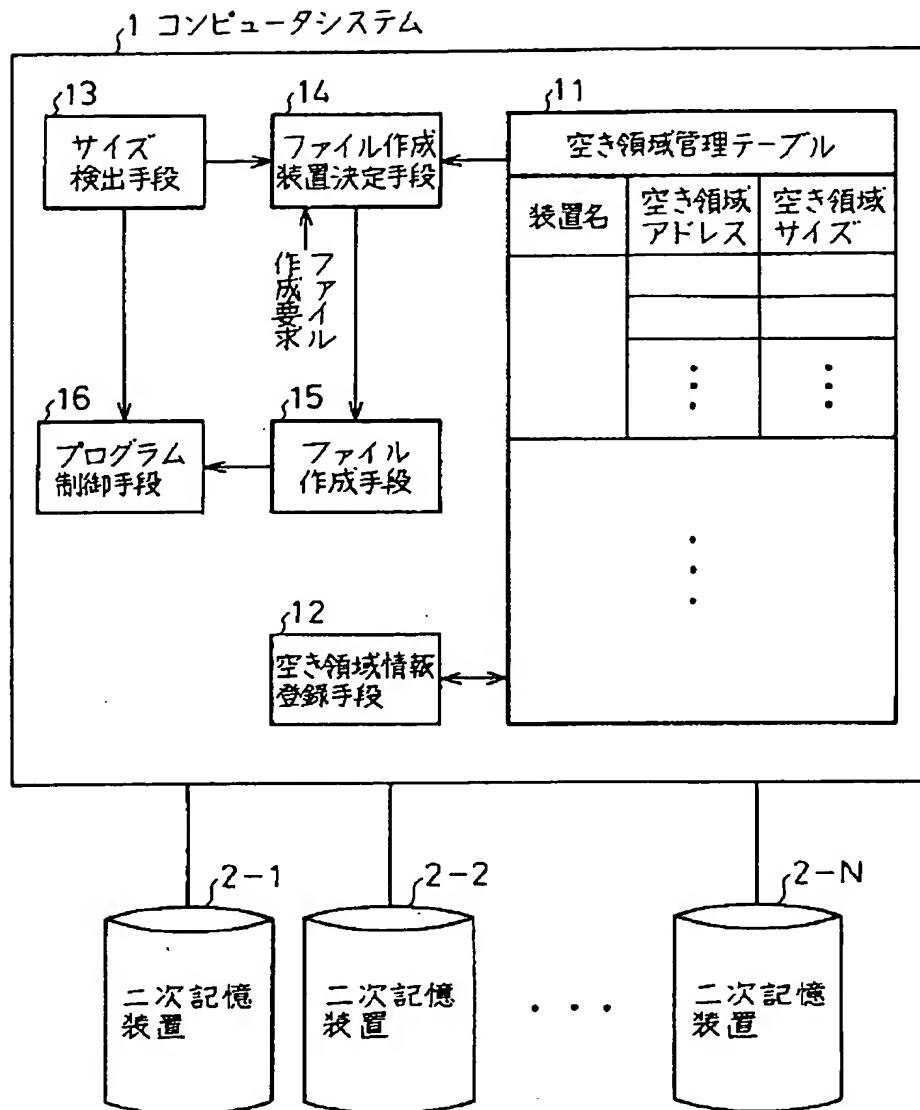 1 コンピュータシステム
13
サイズ
検出手段
14
ファイル作成
装置決定手段
11
空き領域管理テーブル
装置名
空き領域
アドレス
空き領域
サイズ
ファイル
作成要求
16
プログラム
制御手段
15
ファイル
作成手段
12
空き領域情報
登録手段
2-1
二次記憶
装置
2-2
二次記憶
装置
2-N
二次記憶
装置